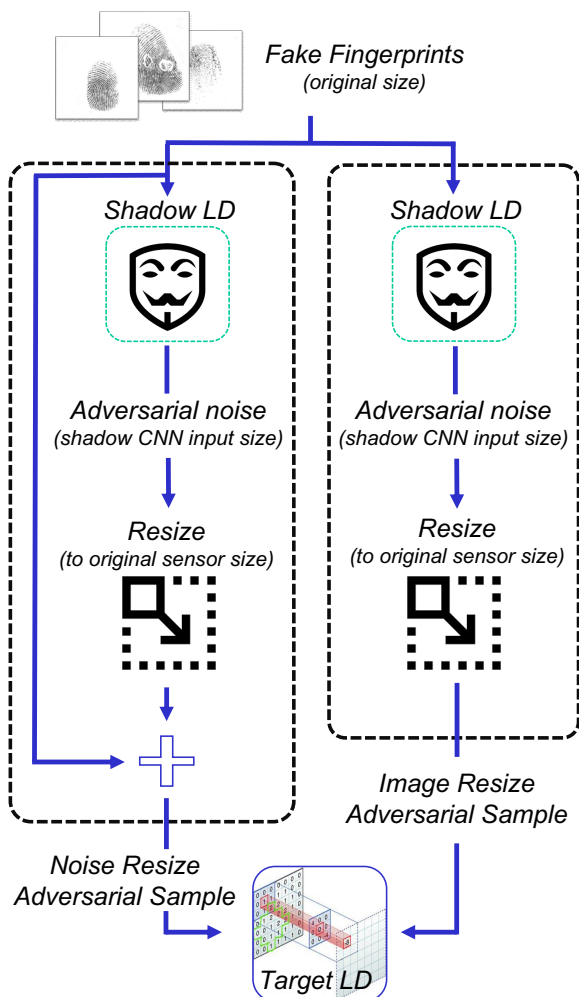 Fake Fingerprints
(original size)
Shadow LD
Adversarial noise
(shadow CNN input size)
Resize
(to original sensor size)
Noise Resize
Adversarial Sample
Shadow LD
Adversarial noise
(shadow CNN input size)
Resize
(to original sensor size)
Image Resize
Adversarial Sample
Target LD